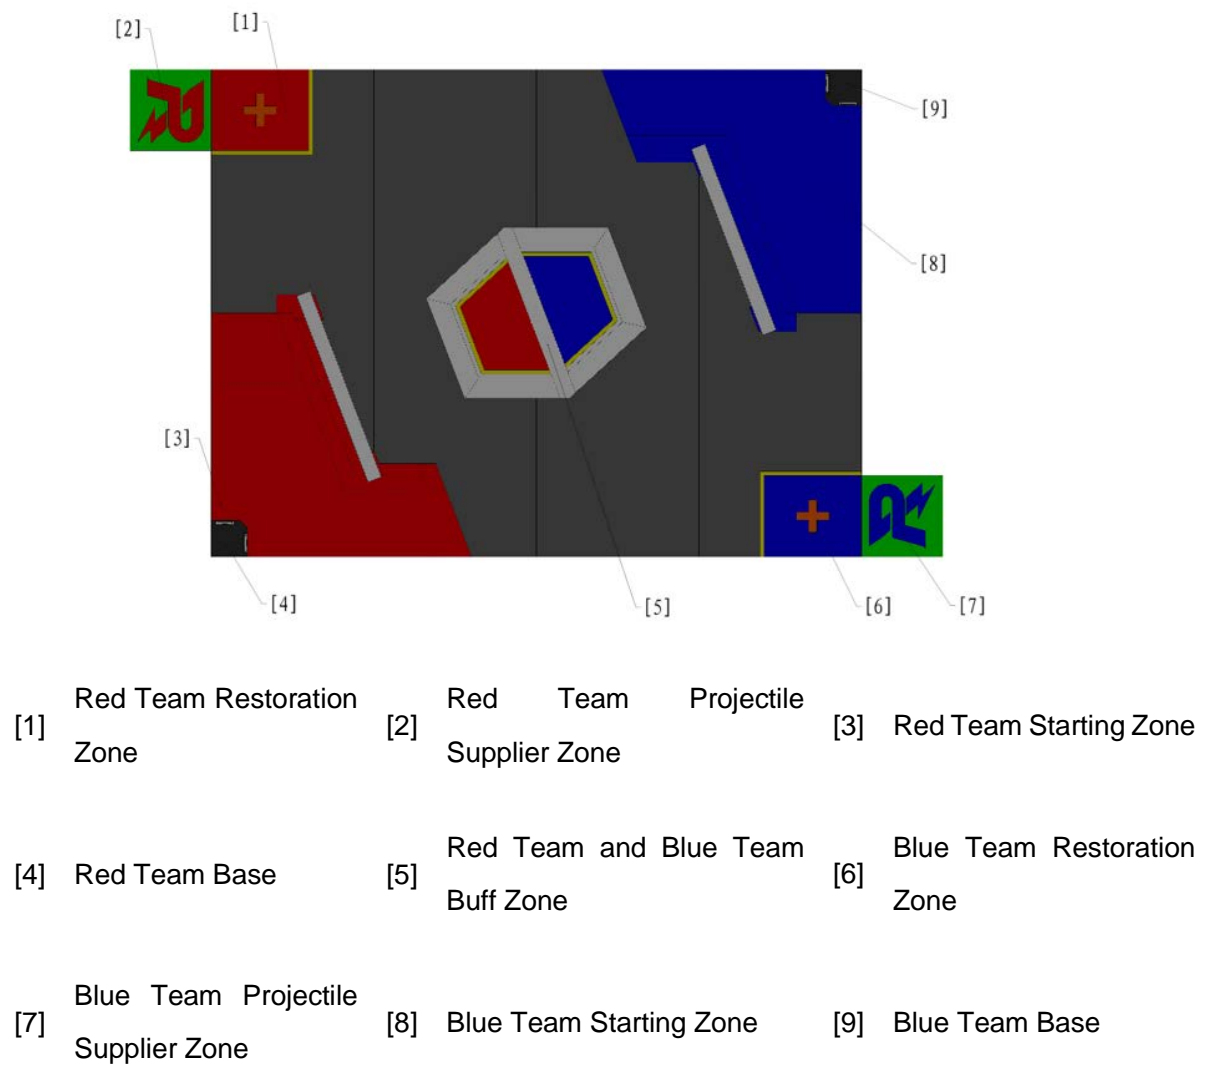 [2]
[1]
[9]
[8]
[3]
[4]
[5]
[6]
[7]
[1] Red Team Restoration Zone
[2] Red Team Projectile Supplier Zone
[3] Red Team Starting Zone
[4] Red Team Base
[5] Red Team and Blue Team Buff Zone
[6] Blue Team Restoration Zone
[7] Blue Team Projectile Supplier Zone
[8] Blue Team Starting Zone
[9] Blue Team Base